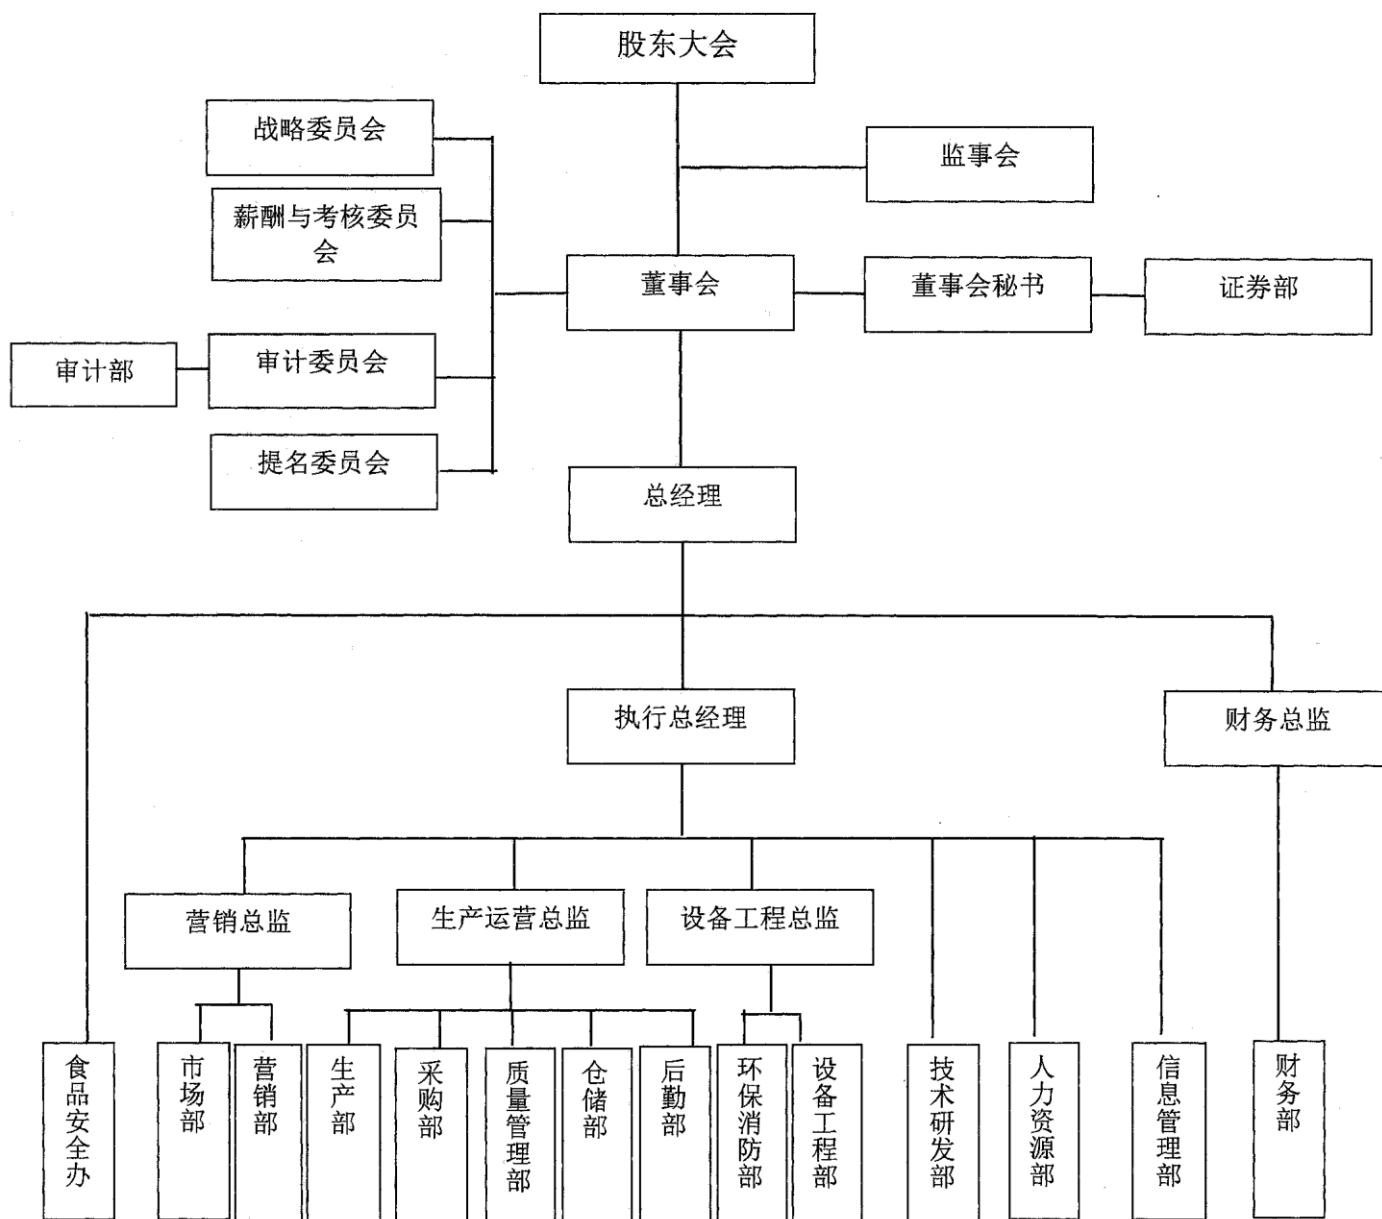 股东大会
战略委员会
监事会
薪酬与考核委员
会
董事会
董事会秘书
证券部
审计部
审计委员会
提名委员会
总经理
执行总经理
财务总监
营销总监
生产运营总监
设备工程总监
食品安全办
市场部
营销部
生产部
采购部
质量管理部
仓储部
后勤部
环保消防部
设备工程部
技术研发部
人力资源部
信息管理部
财务部